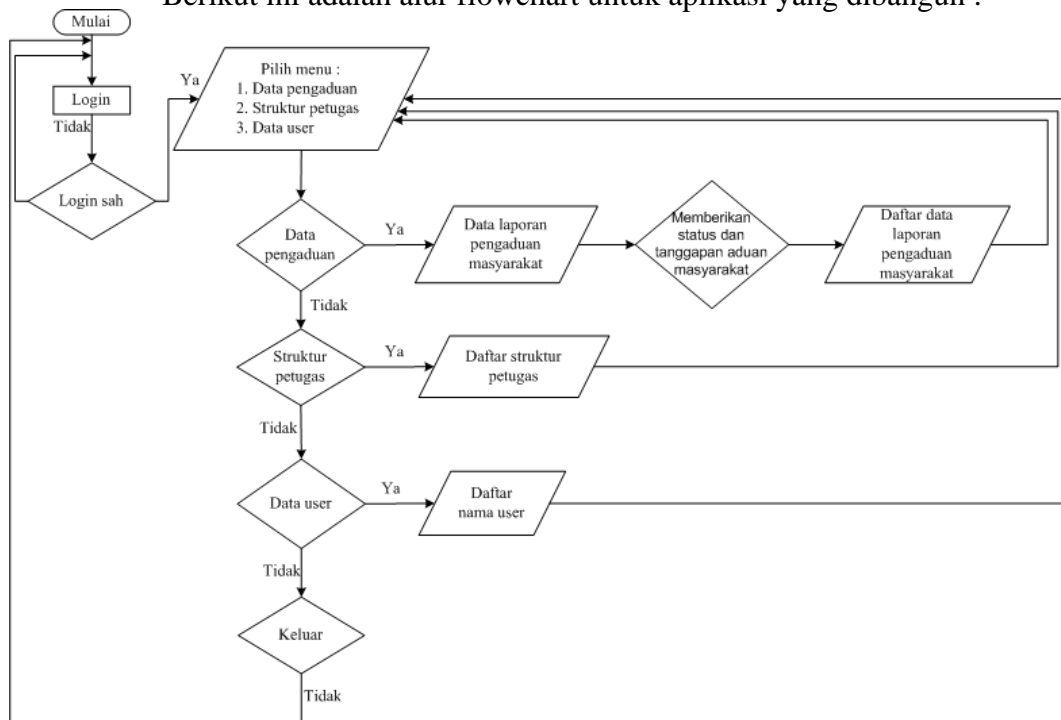 Berikut ini adalah alur flowchart untuk aplikasi yang dibangun :
Mulai
Login
Tidak
Login sah
Ya
Pilih menu :
1. Data pengaduan
2. Struktur petugas
3. Data user
Data
pengaduan
Ya
Data laporan
pengaduan
masyarakat
Memberikan
status dan
tanggapan aduan
masyarakat
Daftar data
laporan
pengaduan
masyarakat
Tidak
Struktur
petugas
Ya
Daftar struktur
petugas
Tidak
Data user
Ya
Daftar
nama user
Tidak
Keluar
Tidak